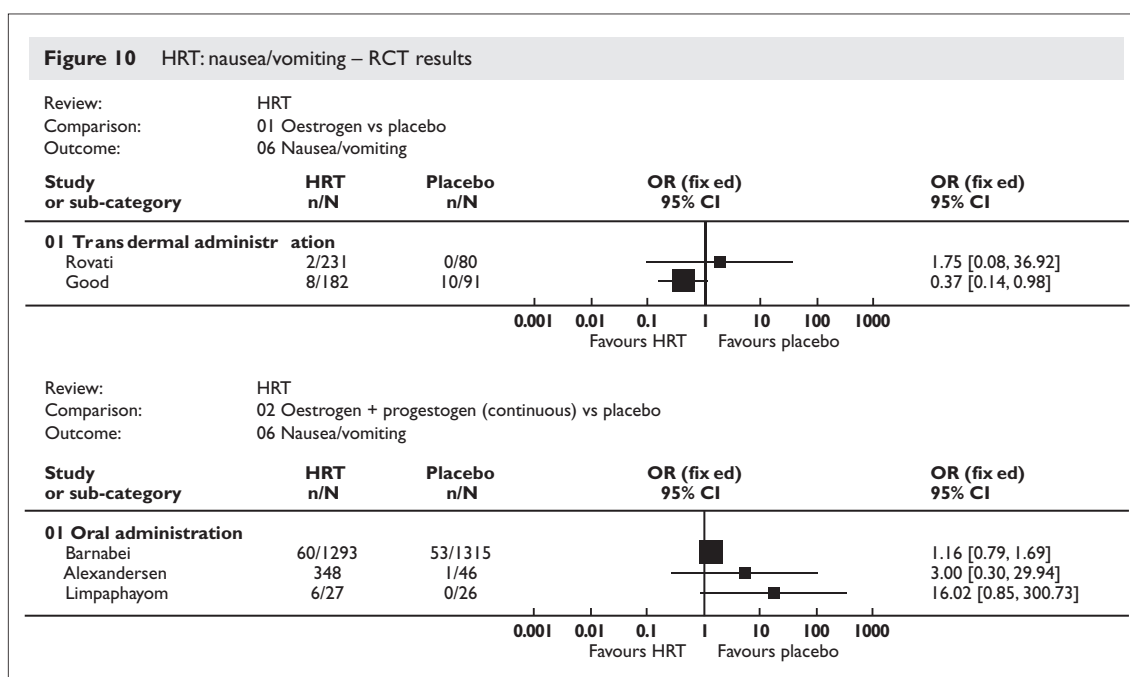 Figure 10 HRT: nausea/vomiting – RCT results
Review: HRT
Comparison: 01 Oestrogen vs placebo
Outcome: 06 Nausea/vomiting
Study HRT Placebo OR (fix ed) OR (fix ed)
or sub-category n/N n/N 95% CI 95% CI
01 Trans dermal administr ation
Rovati 2/231 0/80 1.75 [0.08, 36.92]
Good 8/182 10/91 0.37 [0.14, 0.98]
0.001 0.01 0.1 1 10 100 1000
Favours HRT Favours placebo
Review: HRT
Comparison: 02 Oestrogen + progestogen (continuous) vs placebo
Outcome: 06 Nausea/vomiting
Study HRT Placebo OR (fix ed) OR (fix ed)
or sub-category n/N n/N 95% CI 95% CI
01 Oral administration
Barnabei 60/1293 53/1315 1.16 [0.79, 1.69]
Alexandersen 348 1/46 3.00 [0.30, 29.94]
Limpaphayom 6/27 0/26 16.02 [0.85, 300.73]
0.001 0.01 0.1 1 10 100 1000
Favours HRT Favours placebo